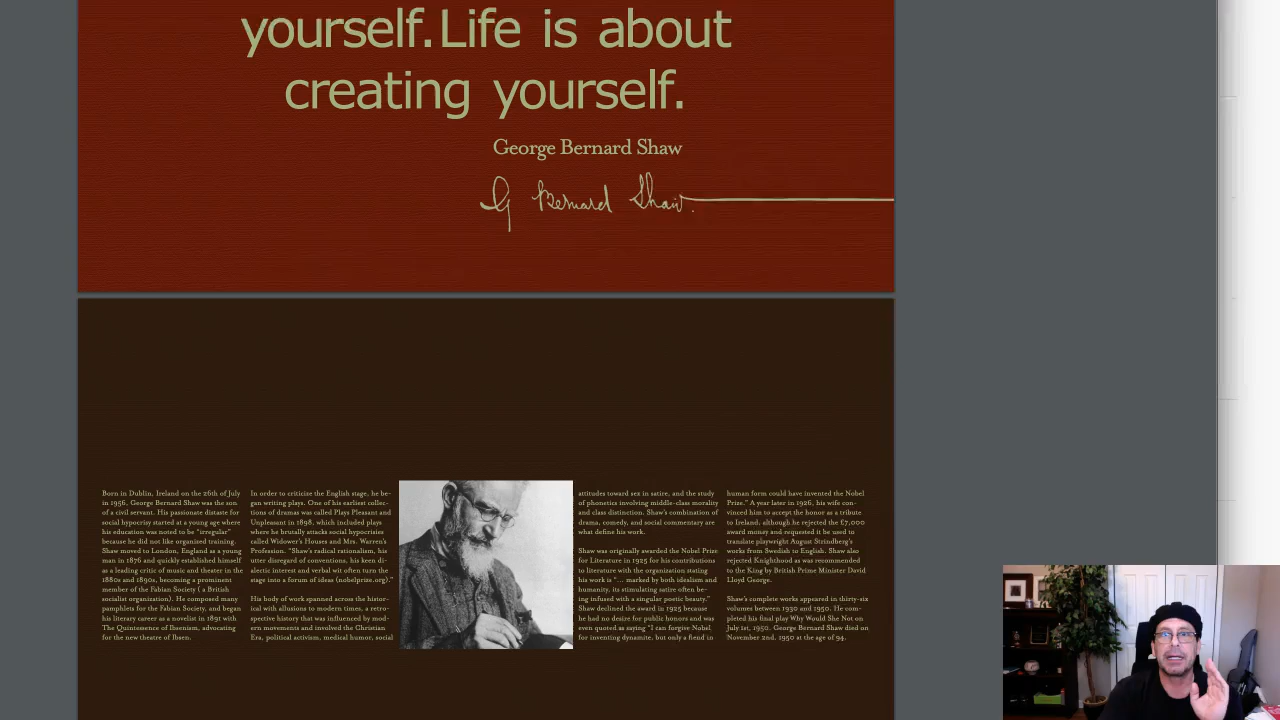 yourself.Life is about
creating yourself.
George Bernard Shaw
G Bernard Shaw.
Born in Dublin, Ireland on the 26th of July
in 1956, George Bernard Shaw was the son
of a civil servant. His passionate distaste for
social hypocrisy started at a young age where
his education was noted to be “irregular”
because he did not like organized training.
Shaw moved to London, England as a young
man in 1876 and quickly established himself
as a leading critic of music and theater in the
1880s and 1890s, becoming a prominent
member of the Fabian Society ( a British
socialist organization). He composed many
pamphlets for the Fabian Society, and began
his literary career as a novelist in 1891 with
The Quintessence of Ibsenism, advocating
for the new theater of Ibsen.
In order to criticize the English stage, he be-
gan writing plays. One of his earliest collec-
tions of dramas was called Plays Pleasant and
Unpleasant in 1898, which included plays
where he brutally attacks social hypocrisies
called Widower’s Houses and Mrs. Warren’s
Profession. “Shaw’s radical rationalism, his
utter disregard of conventions, his keen di-
alectic interest and verbal wit often turn the
stage into a forum of ideas (nobelprize.org).”
His body of work spanned across the histor-
ical with allusions to modern times, a retro-
spective history that was influenced by mod-
ern movements and involved the Christian
Era, political activism, medical humor, social
attitudes toward sex in satire, and the study
of phonetics involving middle-class morality
and class distinction. Shaw’s combination of
drama, comedy, and social commentary are
what define his work.
Shaw was originally awarded the Nobel Prize
for Literature in 1925 for his contributions
to literature with the organization stating
his work is “... marked by both idealism and
humanity, its stimulating satire often be-
ing infused with a singular poetic beauty.”
Shaw declined the award in 1925 because
he had no desire for public honors and was
even quoted as saying “I can forgive Nobel
for inventing dynamite, but only a fiend in
human form could have invented the Nobel
Prize.” A year later in 1926, his wife con-
vinced him to accept the honor as a tribute
to Ireland, although he rejected the £7,000
award money and requested it be used to
translate playwright August Strindberg’s
works from Swedish to English. Shaw also
rejected Knighthood as was recommended
to the King by British Prime Minister David
Lloyd George.
Shaw’s complete works appeared in thirty-six
volumes between 1930 and 1950. He com-
pleted his final play Why Would She Not on
July 1st, 1950. George Bernard Shaw died on
November 2nd, 1950 at the age of 94.